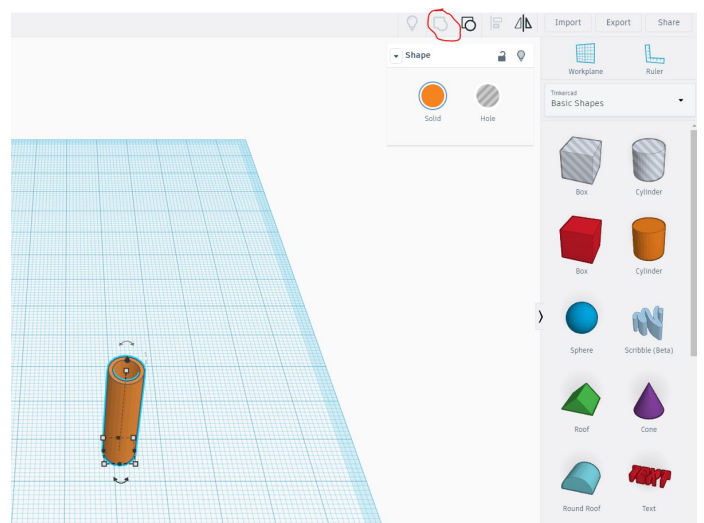 Import Export Share
Shape
Solid Hole
Workplane Ruler
Tinkercad
Basic Shapes
Box Cylinder
Box Cylinder
Sphere Scribble (Beta)
Roof Cone
Round Roof Text
TEXT